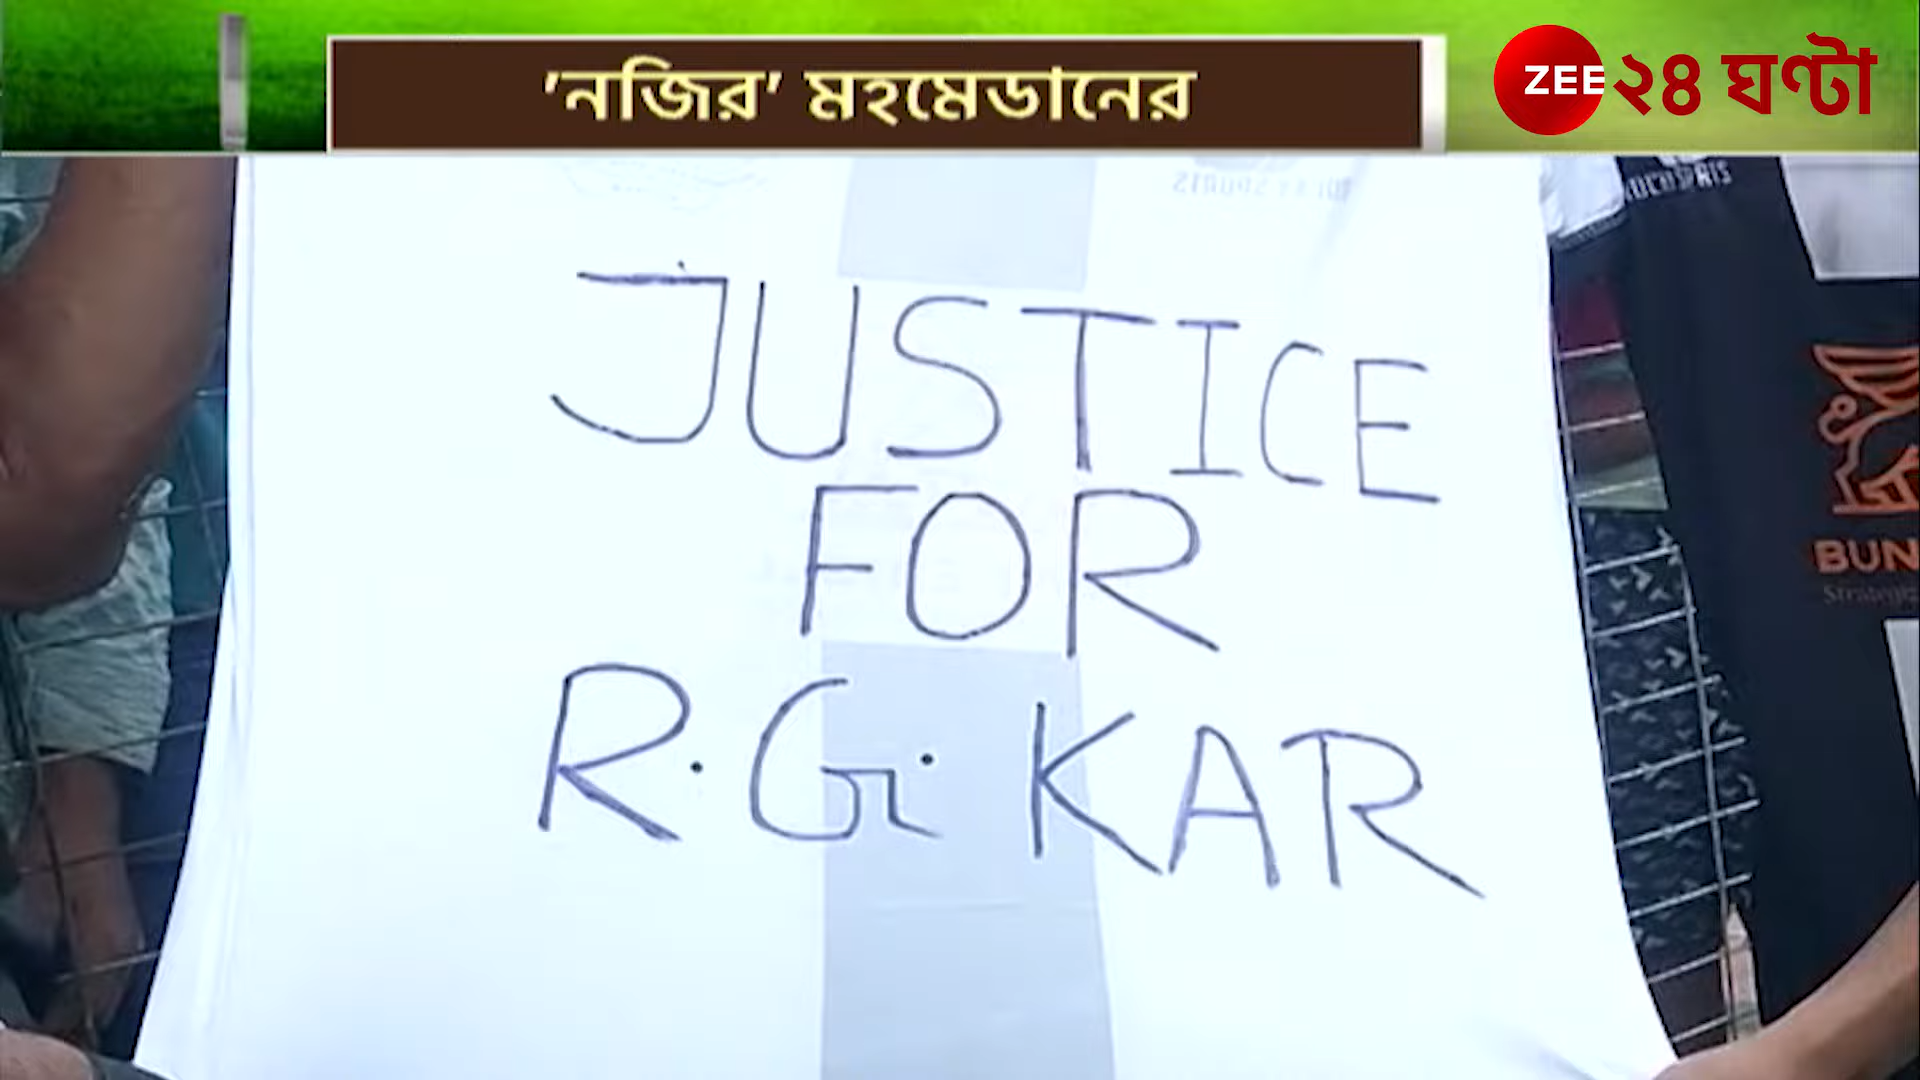 'নজির' মহমেডানের
ZEE ২৪ ঘণ্টা
JUSTICE
FOR
R.G. KAR
BUN